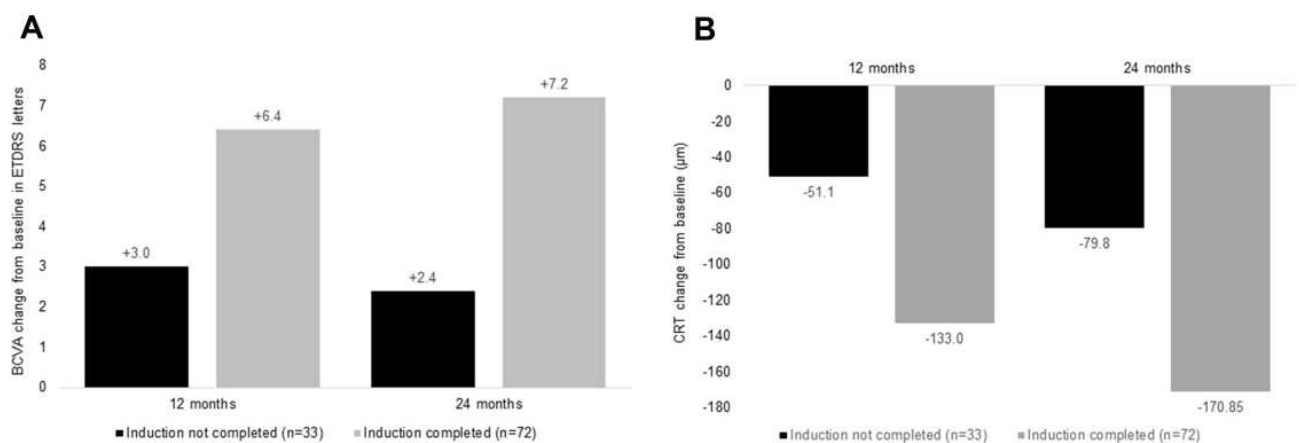 A
BCVA change from baseline in ETDRS letters
8
7
6
5
4
3
2
1
0
+3.0
+6.4
+2.4
+7.2
12 months
24 months
Induction not completed (n=33)
Induction completed (n=72)
B
12 months
24 months
CRT change from baseline (µm)
0
-20
-40
-60
-80
-100
-120
-140
-160
-180
-51.1
-133.0
-79.8
-170.85
Induction not completed (n=33)
Induction completed (n=72)